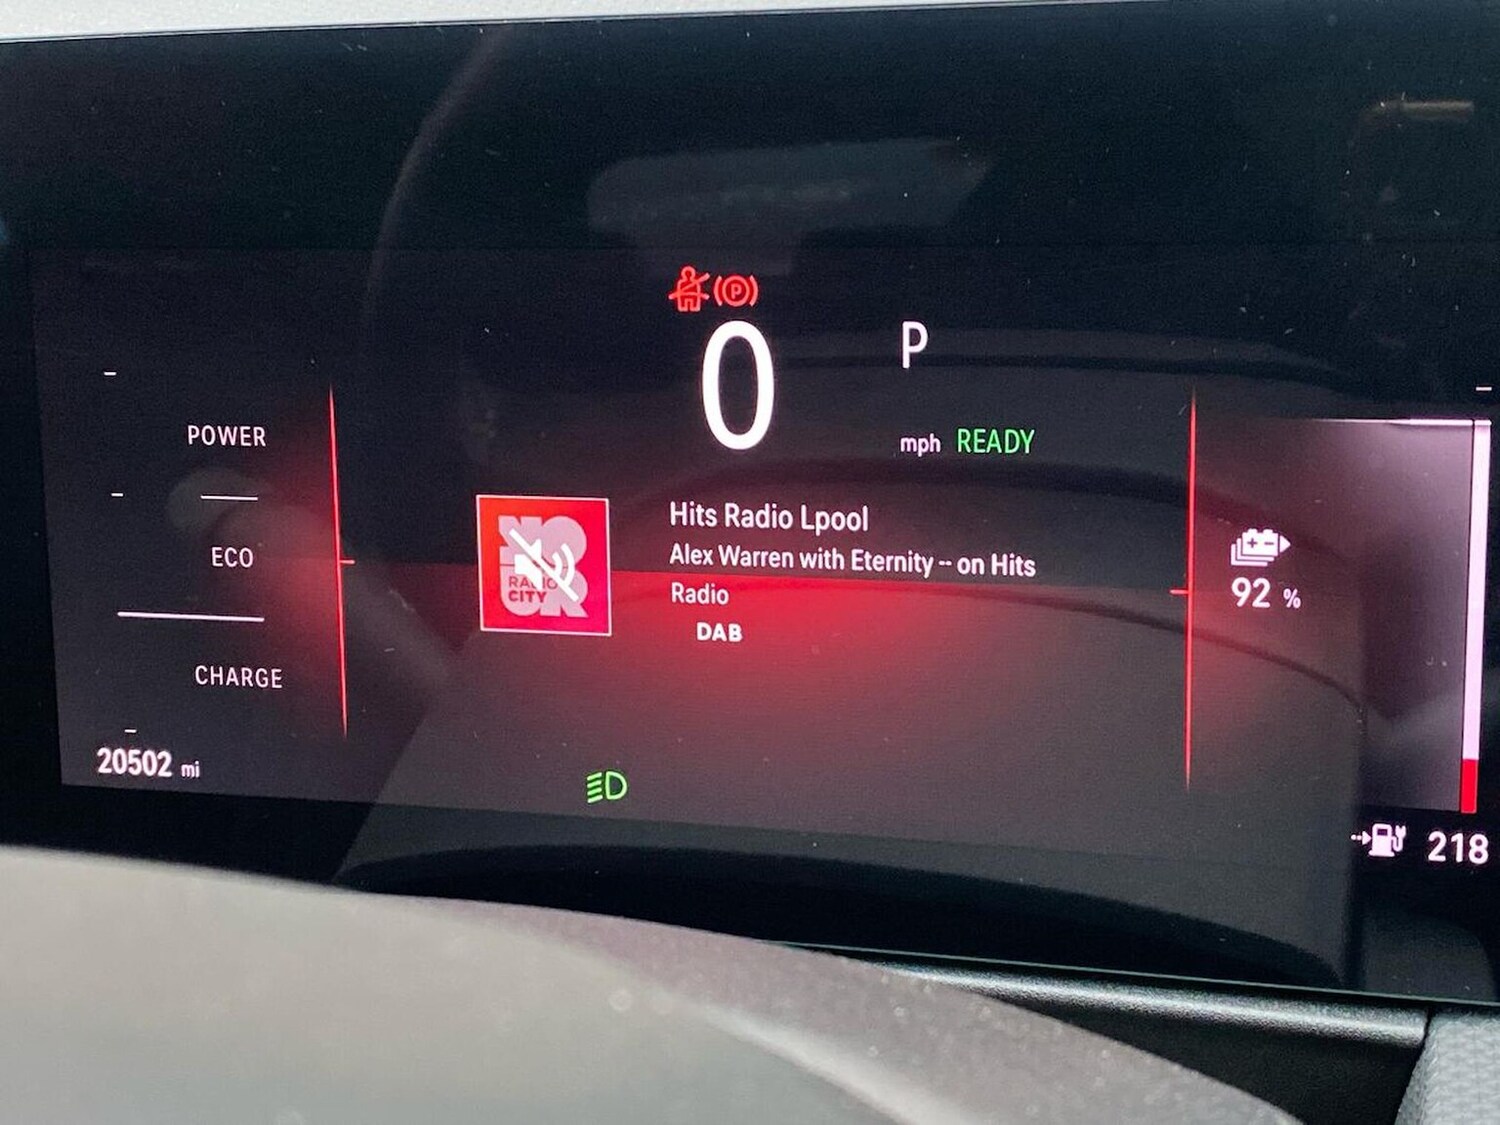 0
P
mph READY
POWER
ECO
CHARGE
20502 mi
RADIO
CITY
Hits Radio Lpool
Alex Warren with Eternity -- on Hits
Radio
DAB
92 %
218